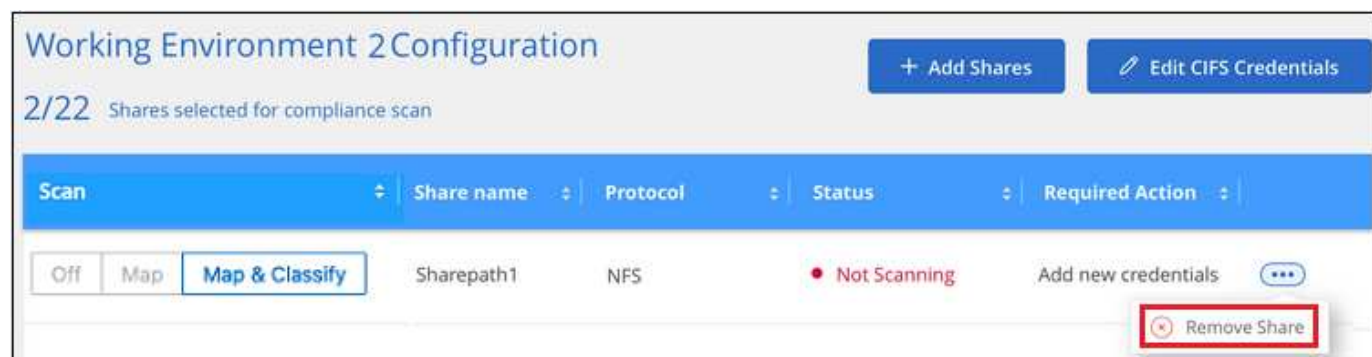 Working Environment 2 Configuration
+ Add Shares
Edit CIFS Credentials
2/22 Shares selected for compliance scan
Scan Share name Protocol Status Required Action
Off Map Map & Classify Sharepath1 NFS Not Scanning Add new credentials
Remove Share